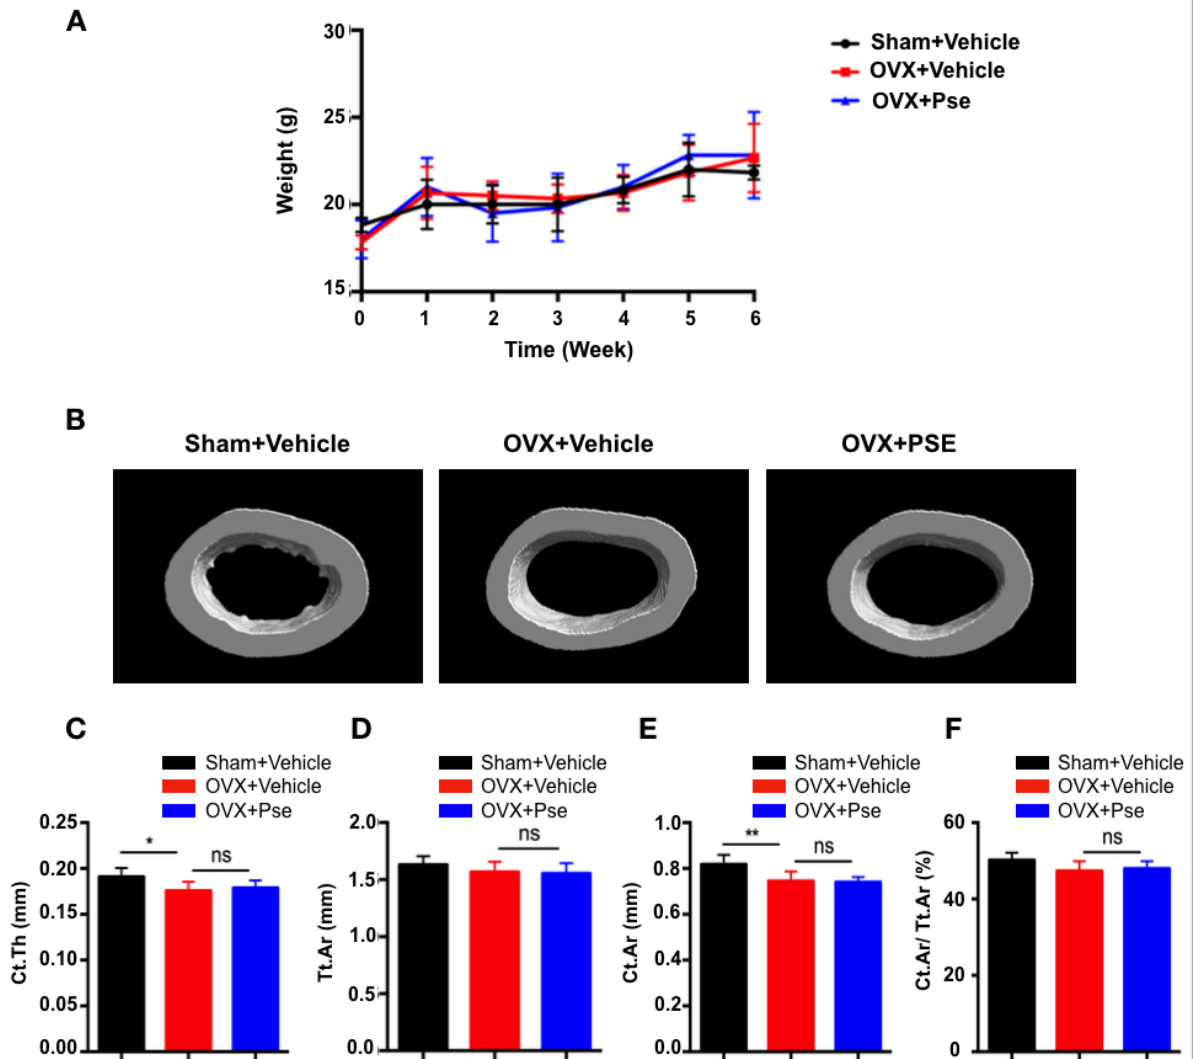 A
30
25
20
15
Weight (g)
0 1 2 3 4 5 6
Time (Week)
Sham+Vehicle
OVX+Vehicle
OVX+Pse
B
Sham+Vehicle OVX+Vehicle OVX+PSE
C
Sham+Vehicle
OVX+Vehicle
OVX+Pse
0.25
0.20
0.15
0.10
0.05
0.00
Ct.Th (mm)
*
ns
D
Sham+Vehicle
OVX+Vehicle
OVX+Pse
2.0
1.5
1.0
0.5
0.0
Tt.Ar (mm)
ns
E
Sham+Vehicle
OVX+Vehicle
OVX+Pse
1.0
0.8
0.6
0.4
0.2
0.0
Ct.Ar (mm)
**
ns
F
Sham+Vehicle
OVX+Vehicle
OVX+Pse
60
40
20
0
Ct.Ar/ Tt.Ar (%)
ns